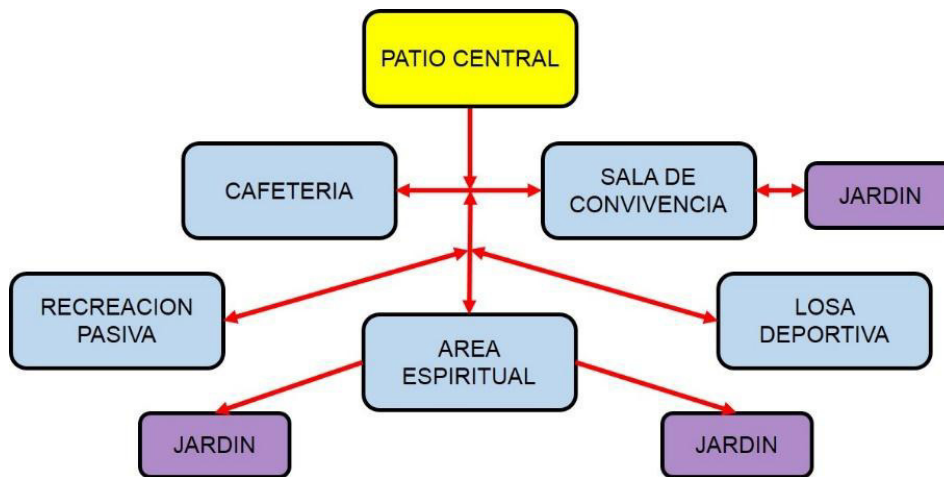 PATIO CENTRAL
CAFETERIA
SALA DE
CONVIVENCIA
JARDIN
RECREACION
PASIVA
AREA
ESPIRITUAL
LOSA
DEPORTIVA
JARDIN
JARDIN